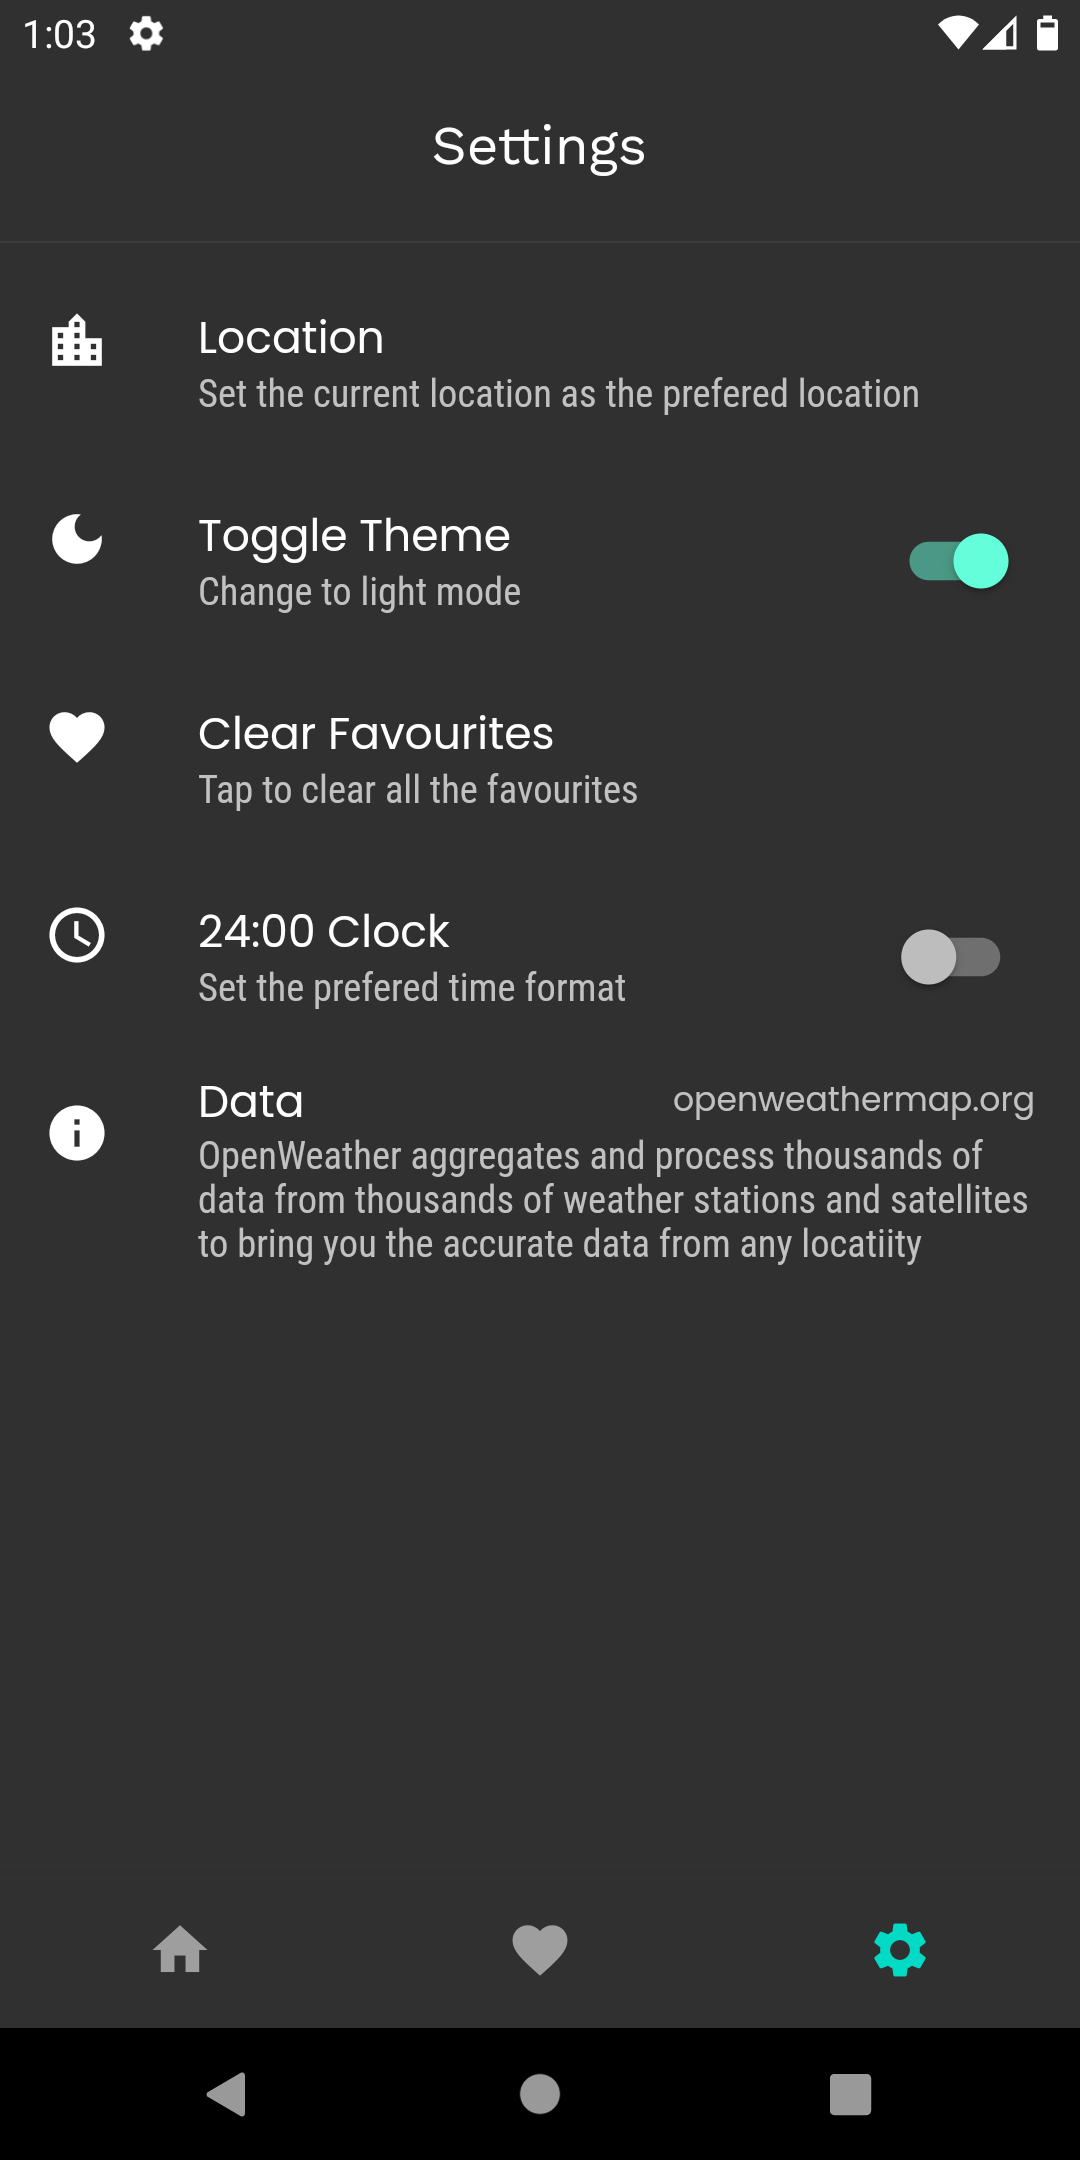 1:03
Settings
Location
Set the current location as the prefered location
Toggle Theme
Change to light mode
Clear Favourites
Tap to clear all the favourites
24:00 Clock
Set the prefered time format
Data openweathermap.org
OpenWeather aggregates and process thousands of
data from thousands of weather stations and satellites
to bring you the accurate data from any locatiity